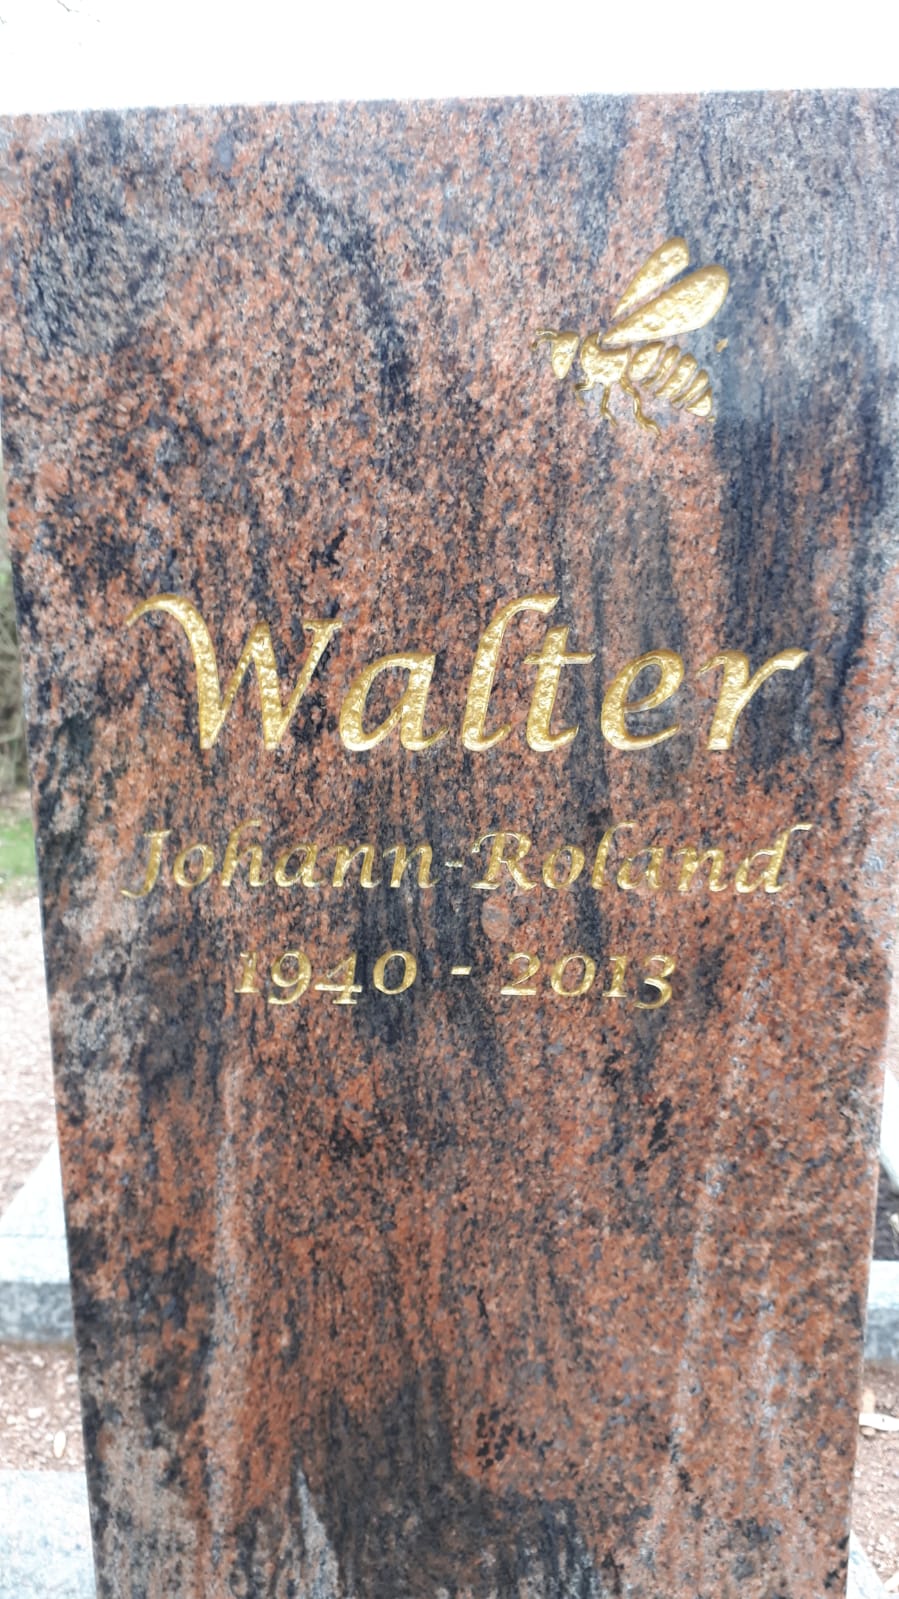 Walter
Johann-Roland
1940 - 2013